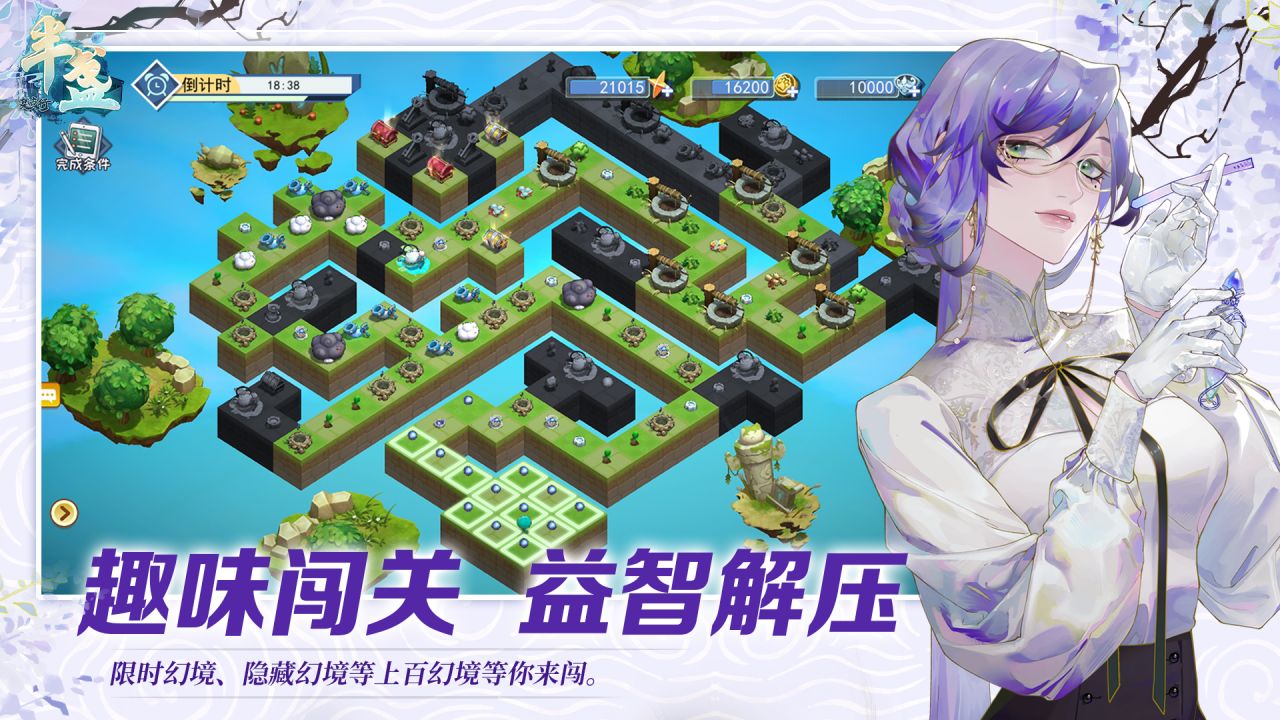 半盏
倒计时
18:38
21015
16200
10000
完成条件
趣味闯关 益智解压
限时幻境、隐藏幻境等上百幻境等你来闯。